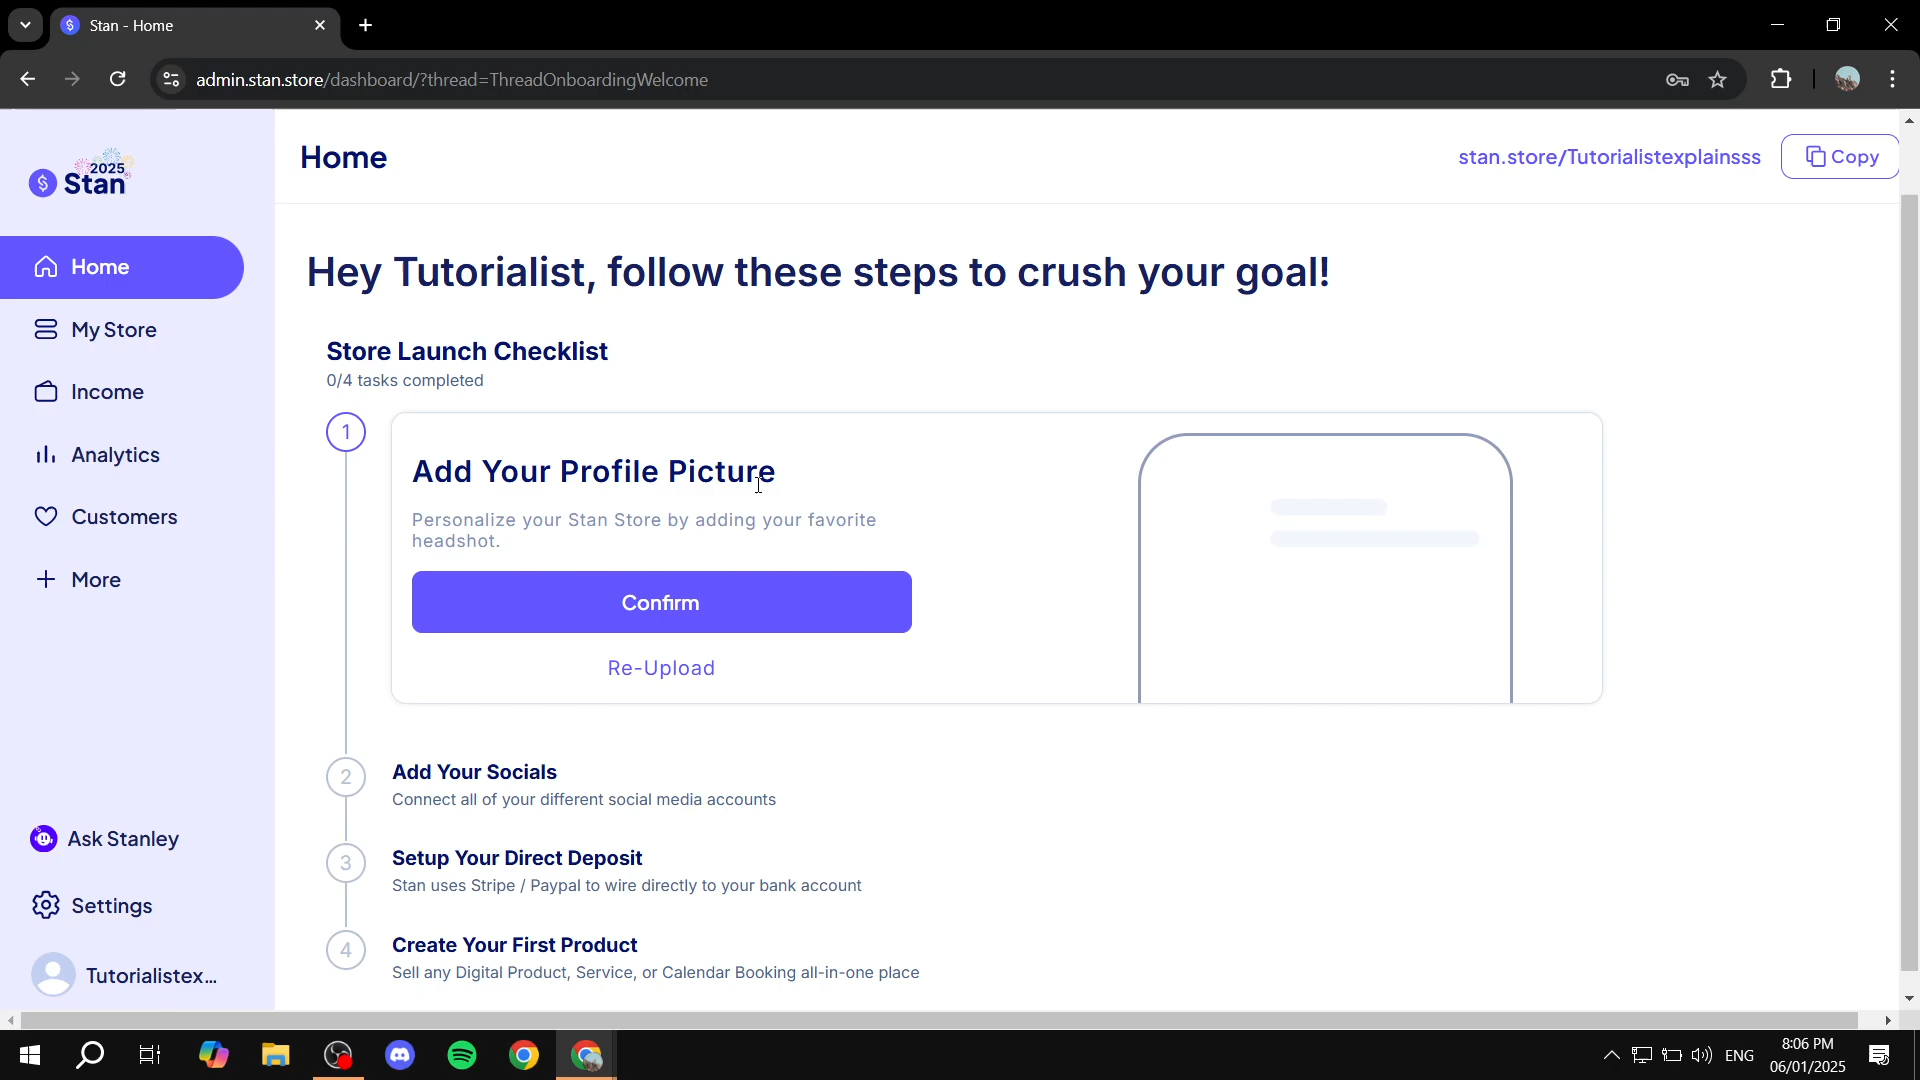 Stan - Home
admin.stan.store/dashboard/?thread=ThreadOnboardingWelcome
2025
Stan
Home
My Store
Income
Analytics
Customers
More
Ask Stanley
Settings
Tutorialistex...
Home
stan.store/Tutorialistexplainsss
Copy
Hey Tutorialist, follow these steps to crush your goal!
Store Launch Checklist
0/4 tasks completed
1
Add Your Profile Picture
Personalize your Stan Store by adding your favorite
headshot.
Confirm
Re-Upload
2
Add Your Socials
Connect all of your different social media accounts
3
Setup Your Direct Deposit
Stan uses Stripe / Paypal to wire directly to your bank account
4
Create Your First Product
Sell any Digital Product, Service, or Calendar Booking all-in-one place
ENG
8:06 PM
06/01/2025